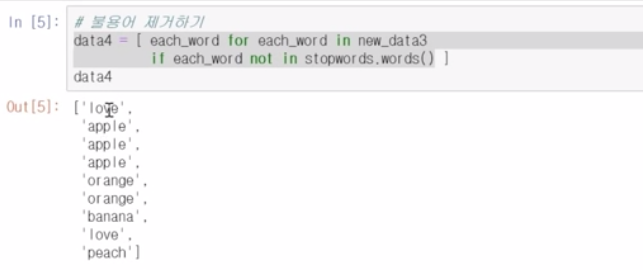 In [5]: # 불용어 제거하기
data4 = [ each_word for each_word in new_data3
if each_word not in stopwords.words() ]
data4
Out[5]: ['love',
'apple',
'apple',
'apple',
'orange',
'orange',
'banana',
'love',
'peach']